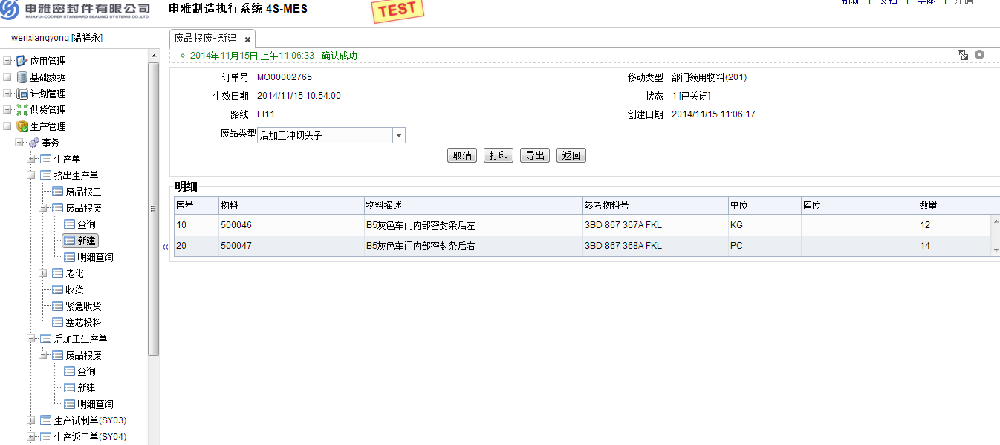 申雅密封件有限公司
HUAYU-COOPER STANDARD SEALING SYSTEMS CO.,LTD.
申雅制造执行系统 4S-MES
TEST
刷新 | 文档 | 字体 | 注销
wenxiangyong [温祥永]
应用管理
基础数据
计划管理
供货管理
生产管理
事务
生产单
挤出生产单
废品报工
废品报废
查询
新建
明细查询
老化
收货
紧急收货
塞芯投料
后加工生产单
废品报废
查询
新建
明细查询
生产试制单(SY03)
生产返工单(SY04)
废品报废-新建
2014年11月15日 上午11:06:33 - 确认成功
订单号 MO00002765 移动类型 部门领用物料(201)
生效日期 2014/11/15 10:54:00 状态 1 [已关闭]
路线 FI11 创建日期 2014/11/15 11:06:17
废品类型 后加工冲切头子
取消 打印 导出 返回
明细
序号 物料 物料描述 参考物料号 单位 库位 数量
10 500046 B5灰色车门内部密封条后左 3BD 867 367A FKL KG 12
20 500047 B5灰色车门内部密封条后右 3BD 867 368A FKL PC 14